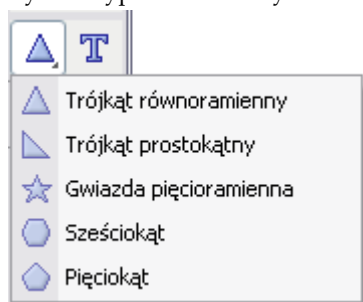 T
Trójkąt równoramienny
Trójkąt prostokątny
Gwiazda pięcioramienna
Sześciokąt
Pięciokąt